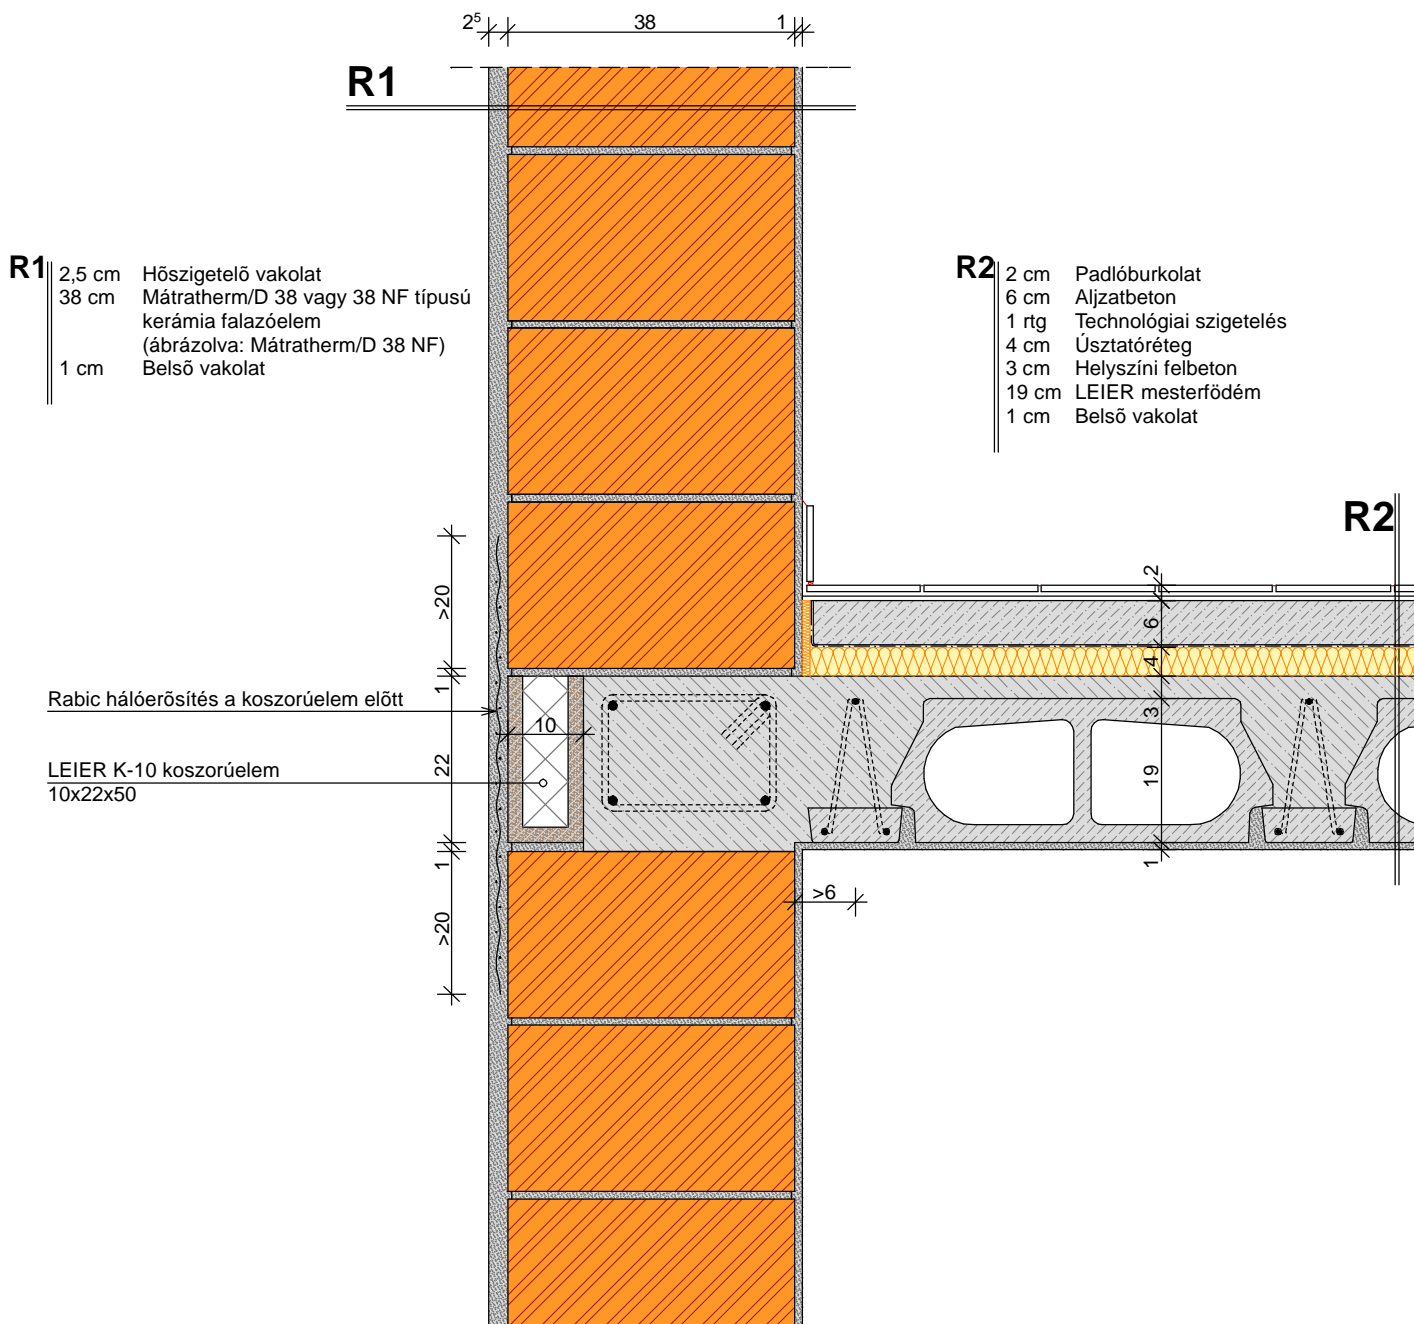 2⁵ 38 1
R1
R1
2,5 cm Hõszigetelõ vakolat
38 cm Mátratherm/D 38 vagy 38 NF típusú
kerámia falazóelem
(ábrázolva: Mátratherm/D 38 NF)
1 cm Belsõ vakolat
R2
2 cm Padlóburkolat
6 cm Aljzatbeton
1 rtg Technológiai szigetelés
4 cm Úsztatóréteg
3 cm Helyszíni felbeton
19 cm LEIER mesterfödém
1 cm Belsõ vakolat
R2
2
6
4
3
19
1
>20
1
22
1
>20
Rabic hálóerõsítés a koszorúelem elõtt
10
LEIER K-10 koszorúelem
10x22x50
>6